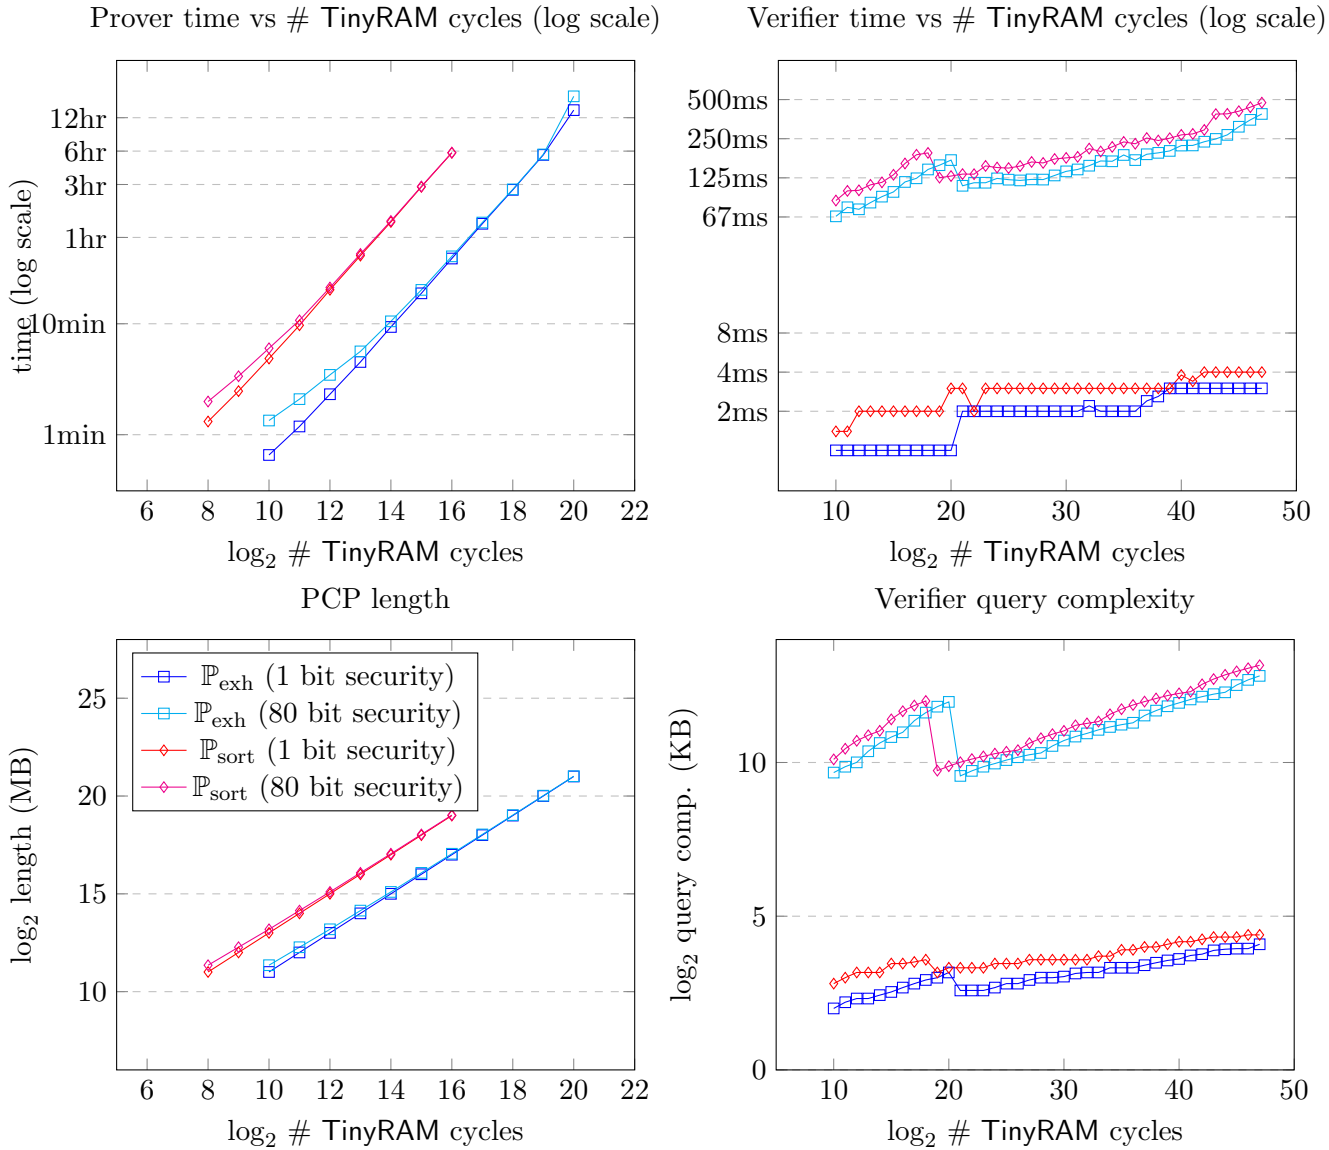 Prover time vs # TinyRAM cycles (log scale)
time (log scale)
12hr
6hr
3hr
1hr
10min
1min
6 8 10 12 14 16 18 20 22
log₂ # TinyRAM cycles
Verifier time vs # TinyRAM cycles (log scale)
500ms
250ms
125ms
67ms
8ms
4ms
2ms
10 20 30 40 50
log₂ # TinyRAM cycles
PCP length
log₂ length (MB)
25
20
15
10
ℙexh (1 bit security)
ℙexh (80 bit security)
ℙsort (1 bit security)
ℙsort (80 bit security)
6 8 10 12 14 16 18 20 22
log₂ # TinyRAM cycles
Verifier query complexity
log₂ query comp. (KB)
10
5
0
10 20 30 40 50
log₂ # TinyRAM cycles